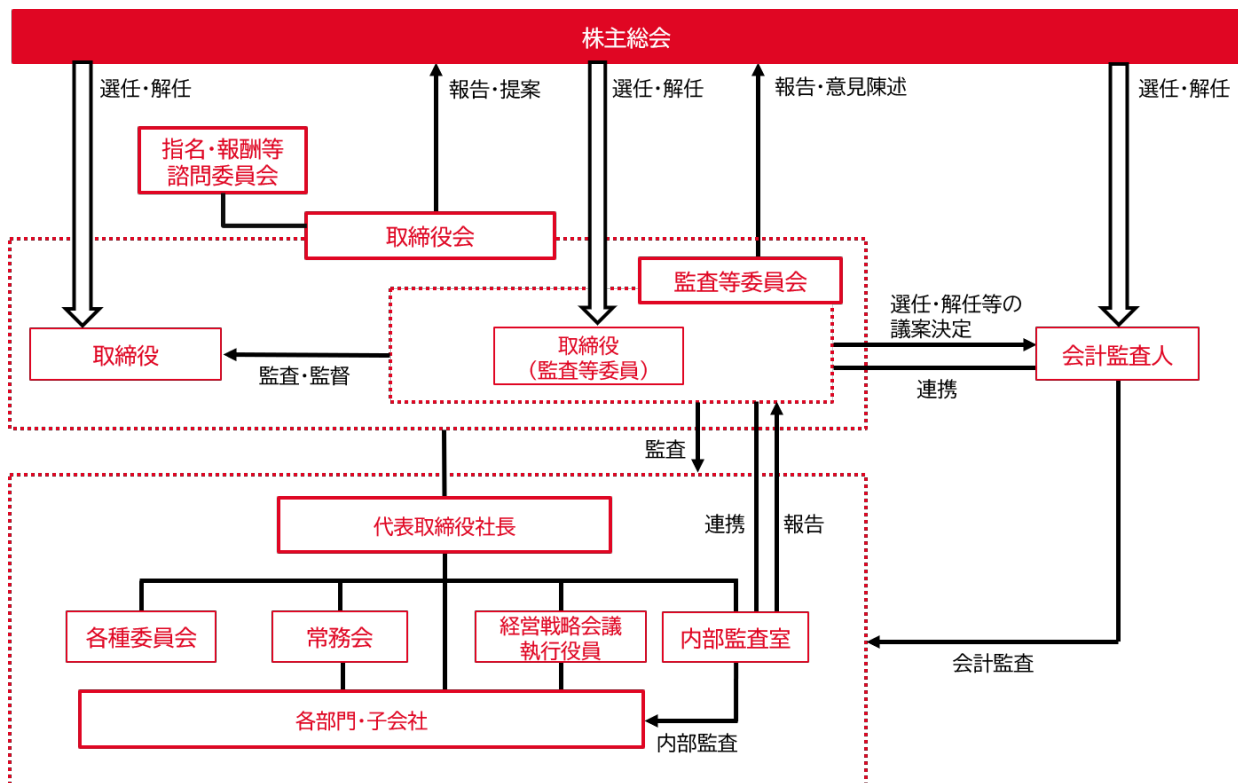 株主総会
選任・解任
報告・提案
選任・解任
報告・意見陳述
選任・解任
指名・報酬等
諮問委員会
取締役会
監査等委員会
取締役
監査・監督
取締役
（監査等委員）
選任・解任等の
議案決定
会計監査人
連携
監査
代表取締役社長
連携
報告
各種委員会
常務会
経営戦略会議
執行役員
内部監査室
会計監査
各部門・子会社
内部監査